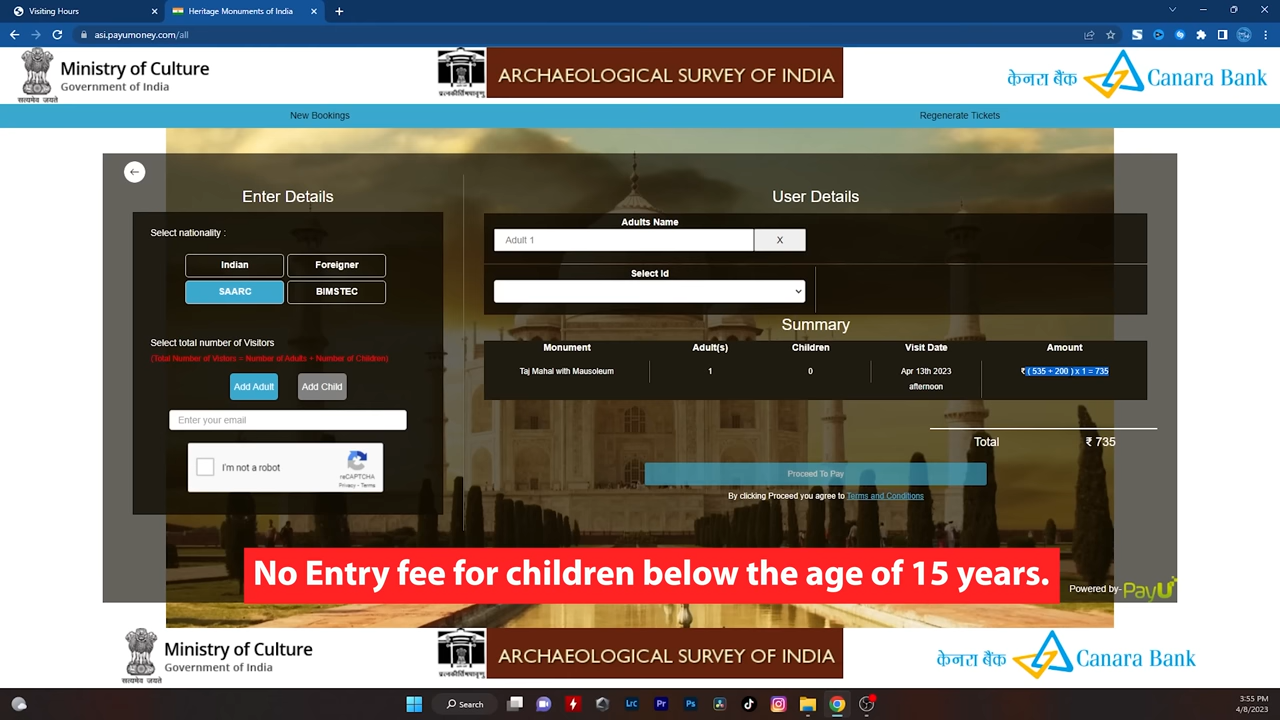 Visiting Hours
Heritage Monuments of India
asi.payumoney.com/all
Ministry of Culture
Government of India
सत्यमेव जयते
ARCHAEOLOGICAL SURVEY OF INDIA
केनरा बैंक Canara Bank
New Bookings
Regenerate Tickets
Enter Details
Select nationality :
Indian
Foreigner
SAARC
BIMSTEC
Select total number of Visitors
(Total Number of Vistors = Number of Adults + Number of Children)
Add Adult
Add Child
Enter your email
I'm not a robot
reCAPTCHA
Privacy - Terms
User Details
Adults Name
Adult 1
X
Select Id
Summary
Monument Adult(s) Children Visit Date Amount
Taj Mahal with Mausoleum 1 0 Apr 13th 2023 ₹ ( 535 + 200 ) x 1 = 735
afternoon
Total ₹ 735
Proceed To Pay
By clicking Proceed you agree to Terms and Conditions
No Entry fee for children below the age of 15 years.
Powered by- PayU
Ministry of Culture
Government of India
सत्यमेव जयते
ARCHAEOLOGICAL SURVEY OF INDIA
केनरा बैंक Canara Bank
Search
LrC
Pr
Ps
3:55 PM
4/8/2023